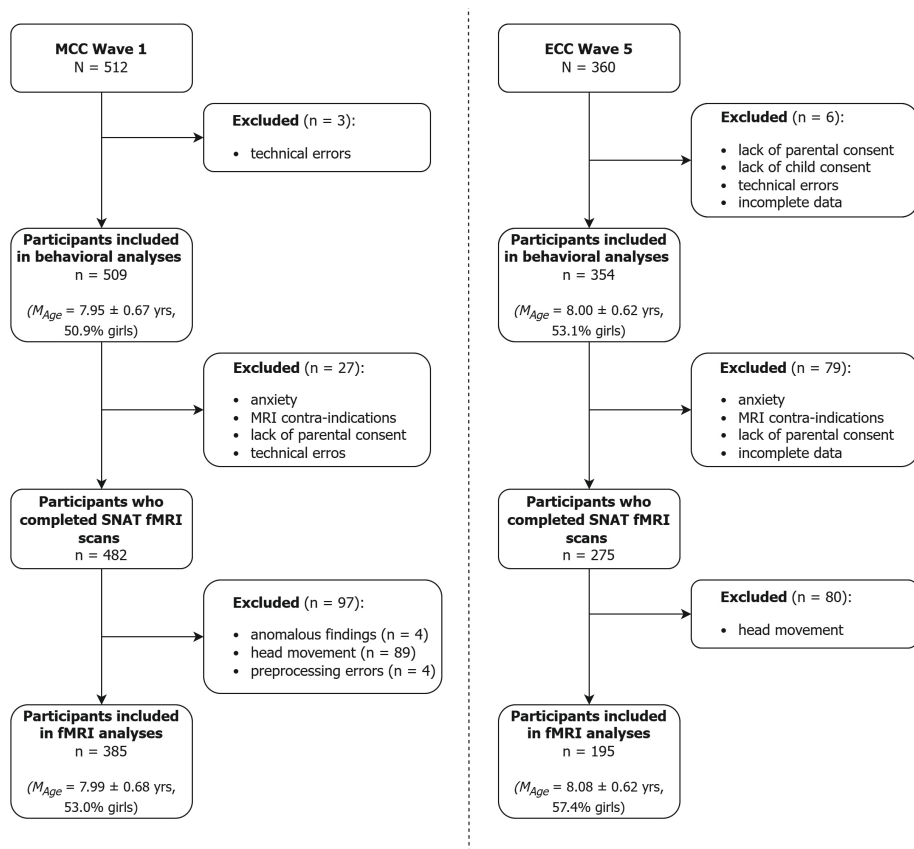 MCC Wave 1
N = 512
Excluded (n = 3):
• technical errors
Participants included
in behavioral analyses
n = 509
(M_Age = 7.95 ± 0.67 yrs,
50.9% girls)
Excluded (n = 27):
• anxiety
• MRI contra-indications
• lack of parental consent
• technical erros
Participants who
completed SNAT fMRI
scans
n = 482
Excluded (n = 97):
• anomalous findings (n = 4)
• head movement (n = 89)
• preprocessing errors (n = 4)
Participants included
in fMRI analyses
n = 385
(M_Age = 7.99 ± 0.68 yrs,
53.0% girls)
ECC Wave 5
N = 360
Excluded (n = 6):
• lack of parental consent
• lack of child consent
• technical errors
• incomplete data
Participants included
in behavioral analyses
n = 354
(M_Age = 8.00 ± 0.62 yrs,
53.1% girls)
Excluded (n = 79):
• anxiety
• MRI contra-indications
• lack of parental consent
• incomplete data
Participants who
completed SNAT fMRI
scans
n = 275
Excluded (n = 80):
• head movement
Participants included
in fMRI analyses
n = 195
(M_Age = 8.08 ± 0.62 yrs,
57.4% girls)